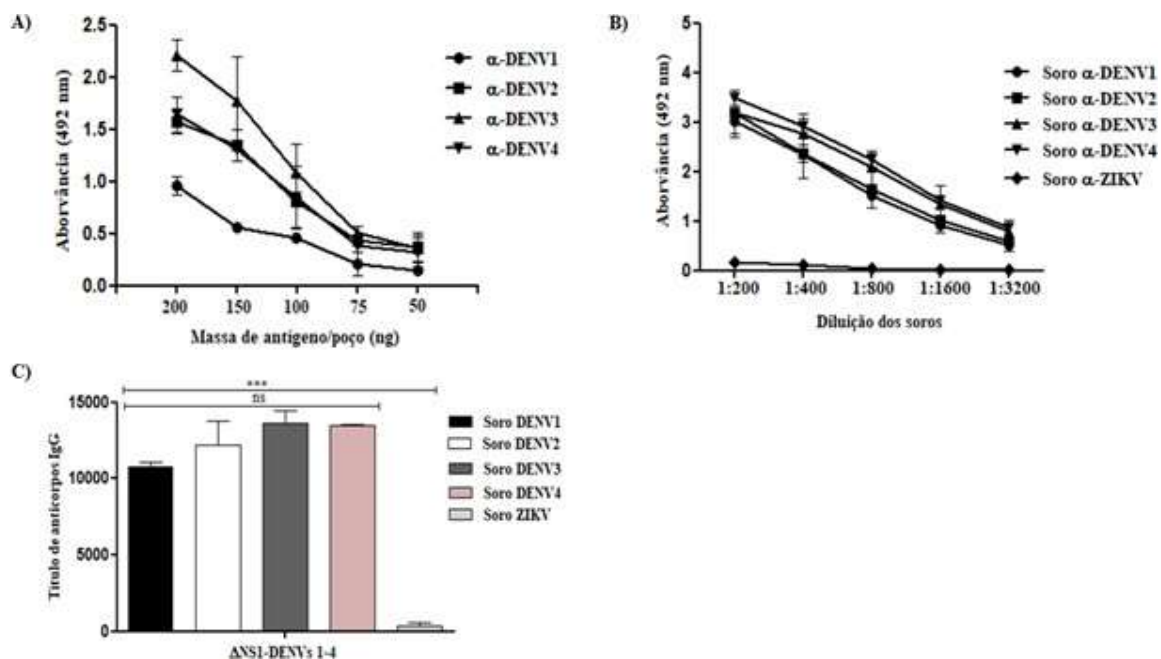 A)
Aborvância (492 nm)
2.5
2.0
1.5
1.0
0.5
0.0
200
150
100
75
50
Massa de antígeno/poço (ng)
α-DENV1
α-DENV2
α-DENV3
α-DENV4
B)
Aborvância (492 nm)
5
4
3
2
1
0
1:200
1:400
1:800
1:1600
1:3200
Diluição dos soros
Soro α-DENV1
Soro α-DENV2
Soro α-DENV3
Soro α-DENV4
Soro α-ZIKV
C)
Título de anticorpos IgG
15000
10000
5000
0
***
ns
ΔNS1-DENVs 1-4
Soro DENV1
Soro DENV2
Soro DENV3
Soro DENV4
Soro ZIKV